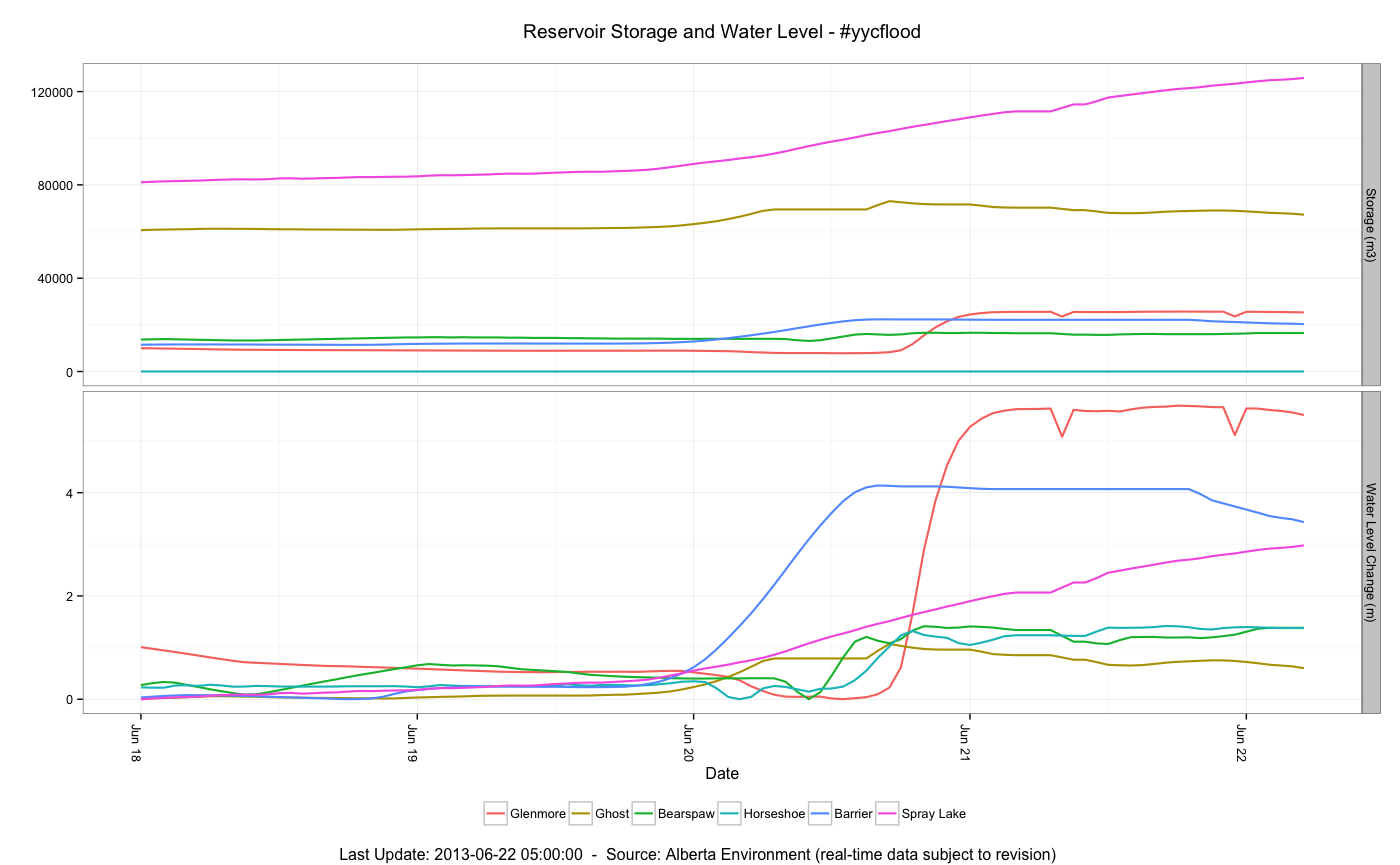 Reservoir Storage and Water Level - #yycflood
120000
80000
40000
0
Storage (m3)
4
2
0
Water Level Change (m)
Jun 18
Jun 19
Jun 20
Jun 21
Jun 22
Date
Glenmore Ghost Bearspaw Horseshoe Barrier Spray Lake
Last Update: 2013-06-22 05:00:00 - Source: Alberta Environment (real-time data subject to revision)